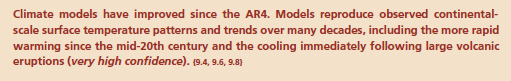 Climate models have improved since the AR4. Models reproduce observed continental-
scale surface temperature patterns and trends over many decades, including the more rapid
warming since the mid-20th century and the cooling immediately following large volcanic
eruptions (very high confidence). {9.4, 9.6, 9.8}